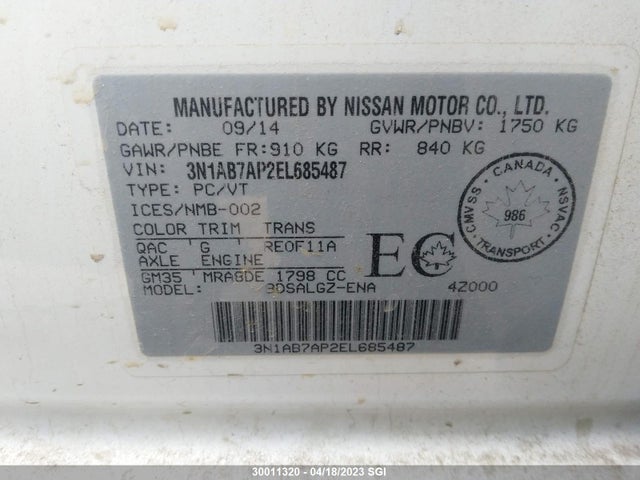 MANUFACTURED BY NISSAN MOTOR CO., LTD.
DATE: 09/14 GVWR/PNBV: 1750 KG
GAWR/PNBE FR: 910 KG RR: 840 KG
VIN: 3N1AB7AP2EL685487
TYPE: PC/VT
ICES/NMB-002
COLOR TRIM TRANS
QAC G RE0F11A
AXLE ENGINE
GM35 MRA8DE 1798 CC
MODEL: BDSALGZ-ENA 4Z000
EC
CANADA
CMVSS NSVAC
986
TRANSPORT
3N1AB7AP2EL685487
30011320 - 04/18/2023 SGI